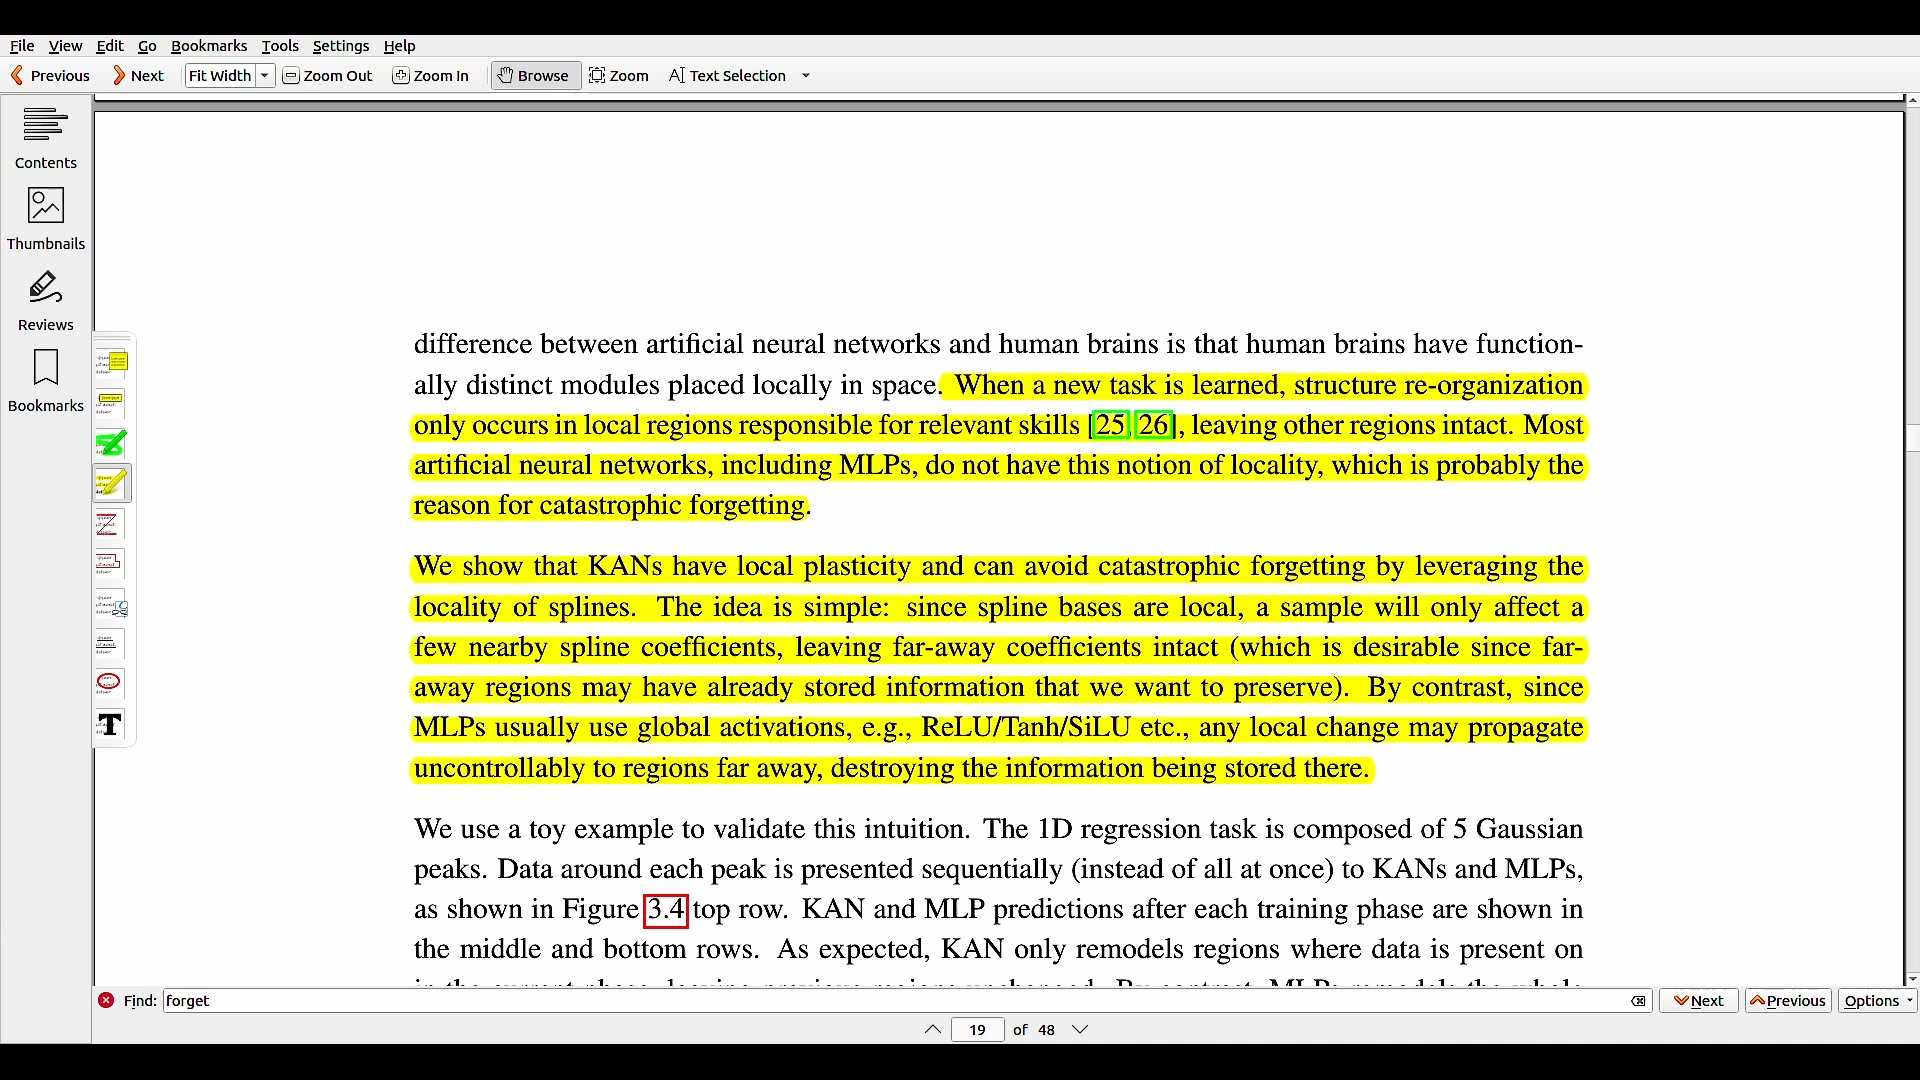 File View Edit Go Bookmarks Tools Settings Help
Previous Next Fit Width Zoom Out Zoom In Browse Zoom Text Selection
Contents
Thumbnails
Reviews
Bookmarks
difference between artificial neural networks and human brains is that human brains have function-
ally distinct modules placed locally in space. When a new task is learned, structure re-organization
only occurs in local regions responsible for relevant skills [25, 26], leaving other regions intact. Most
artificial neural networks, including MLPs, do not have this notion of locality, which is probably the
reason for catastrophic forgetting.
We show that KANs have local plasticity and can avoid catastrophic forgetting by leveraging the
locality of splines. The idea is simple: since spline bases are local, a sample will only affect a
few nearby spline coefficients, leaving far-away coefficients intact (which is desirable since far-
away regions may have already stored information that we want to preserve). By contrast, since
MLPs usually use global activations, e.g., ReLU/Tanh/SiLU etc., any local change may propagate
uncontrollably to regions far away, destroying the information being stored there.
We use a toy example to validate this intuition. The 1D regression task is composed of 5 Gaussian
peaks. Data around each peak is presented sequentially (instead of all at once) to KANs and MLPs,
as shown in Figure 3.4 top row. KAN and MLP predictions after each training phase are shown in
the middle and bottom rows. As expected, KAN only remodels regions where data is present on
Find: forget Next Previous Options
19 of 48